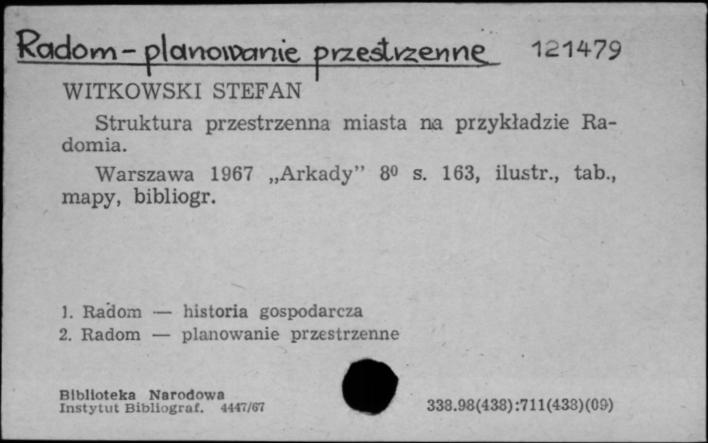 Radom - planowanie przestrzenne 121479
WITKOWSKI STEFAN
Struktura przestrzenna miasta na przykładzie Ra-
domia.
Warszawa 1967 „Arkady” 8⁰ s. 163, ilustr., tab.,
mapy, bibliogr.
1. Radom — historia gospodarcza
2. Radom — planowanie przestrzenne
Biblioteka Narodowa
Instytut Bibliograf. 4447/67 338.98(438):711(438)(09)